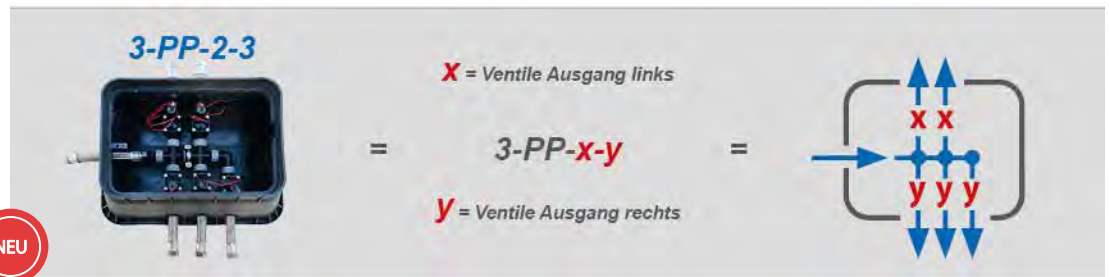 3-PP-2-3
x = Ventile Ausgang links
= 3-PP-x-y =
y = Ventile Ausgang rechts
x x
y y y
NEU